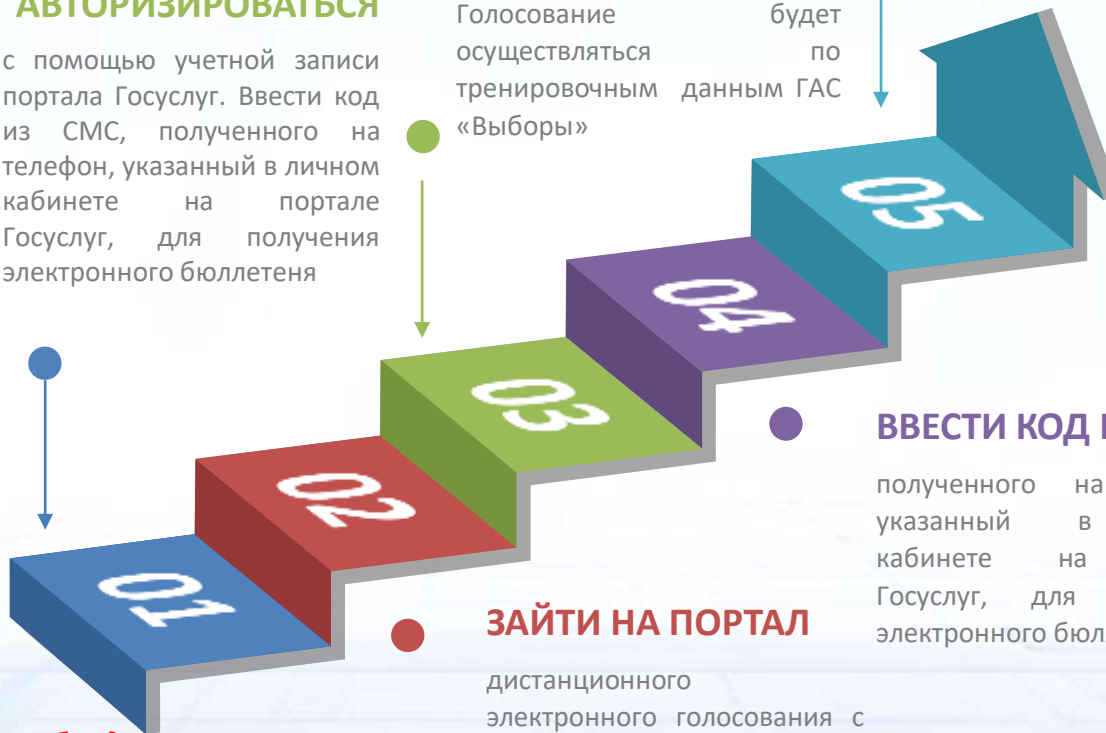 АВТОРИЗИРОВАТЬСЯ
с помощью учетной записи
портала Госуслуг. Ввести код
из СМС, полученного на
телефон, указанный в личном
кабинете на портале
Госуслуг, для получения
электронного бюллетеня
Голосование будет
осуществляться по
тренировочным данным ГАС
«Выборы»
05
04
03
02
01
ВВЕСТИ КОД
полученного на
указанный в
кабинете на
Госуслуг, для
электронного
ЗАЙТИ НА ПОРТАЛ
дистанционного
электронного голосования с